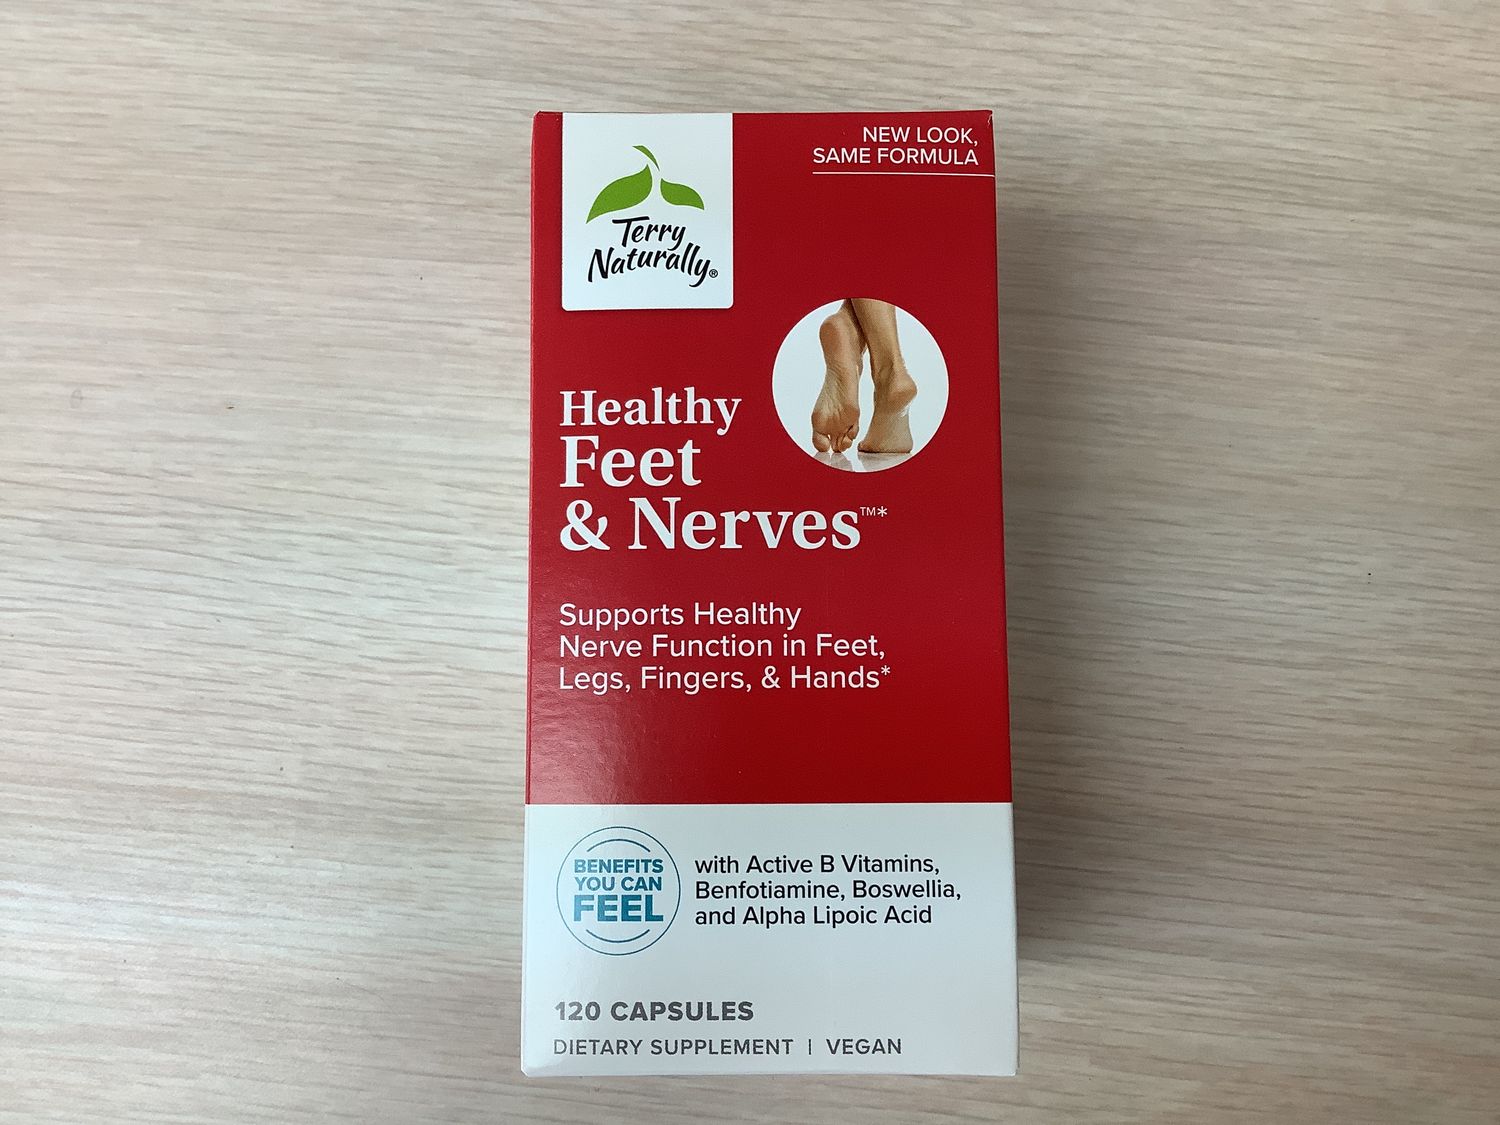 Terry
Naturally®
NEW LOOK,
SAME FORMULA
Healthy
Feet
& Nerves™*
Supports Healthy
Nerve Function in Feet,
Legs, Fingers, & Hands*
BENEFITS
YOU CAN
FEEL
with Active B Vitamins,
Benfotiamine, Boswellia,
and Alpha Lipoic Acid
120 CAPSULES
DIETARY SUPPLEMENT | VEGAN